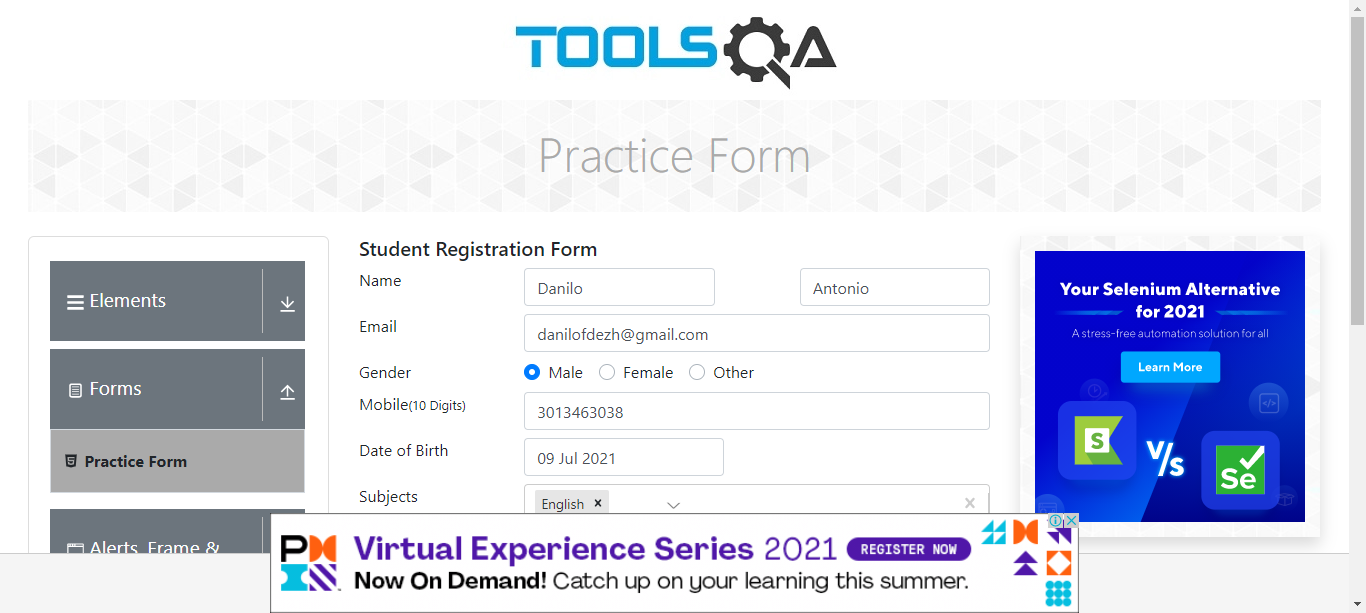 TOOLSQA
Practice Form
Elements
Forms
Practice Form
Alerts, Frame &
Student Registration Form
Name
Danilo
Antonio
Email
danilofdezh@gmail.com
Gender
Male
Female
Other
Mobile(10 Digits)
3013463038
Date of Birth
09 Jul 2021
Subjects
English
Your Selenium Alternative
for 2021
A stress-free automation solution for all
Learn More
S
V/s
Se
PMI
Virtual Experience Series 2021
REGISTER NOW
Now On Demand! Catch up on your learning this summer.